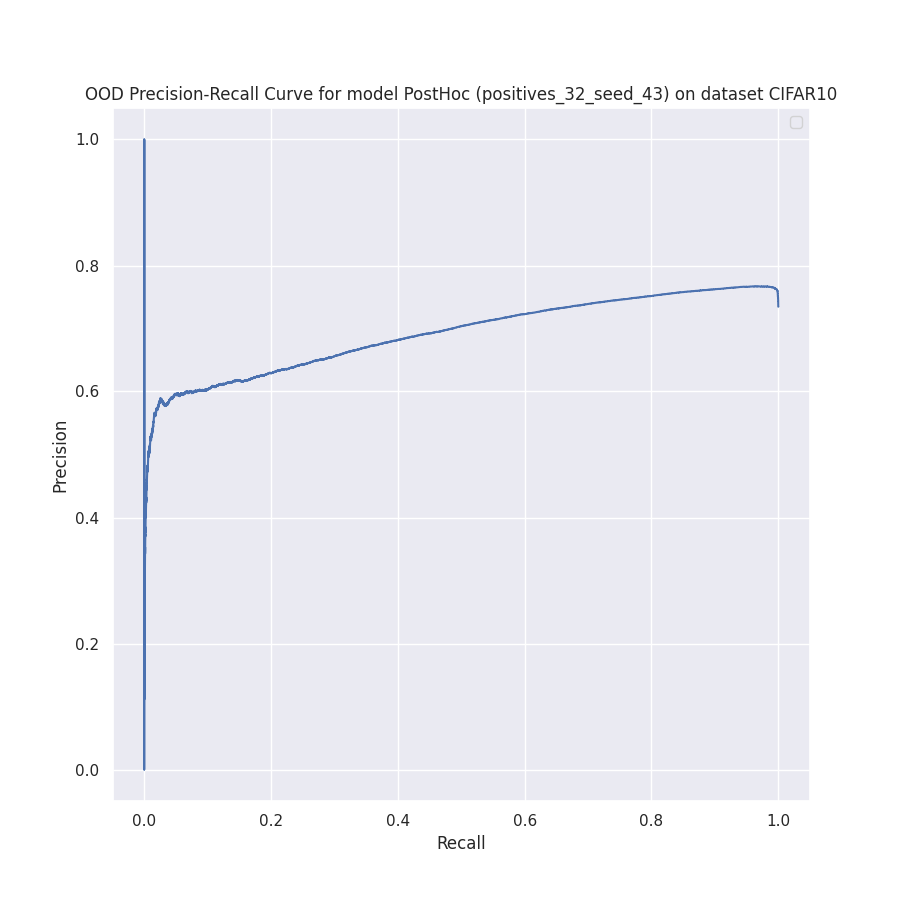 OOD Precision-Recall Curve for model PostHoc (positives_32_seed_43) on dataset CIFAR10
1.0
0.8
0.6
0.4
0.2
0.0
Precision
0.0 0.2 0.4 0.6 0.8 1.0
Recall